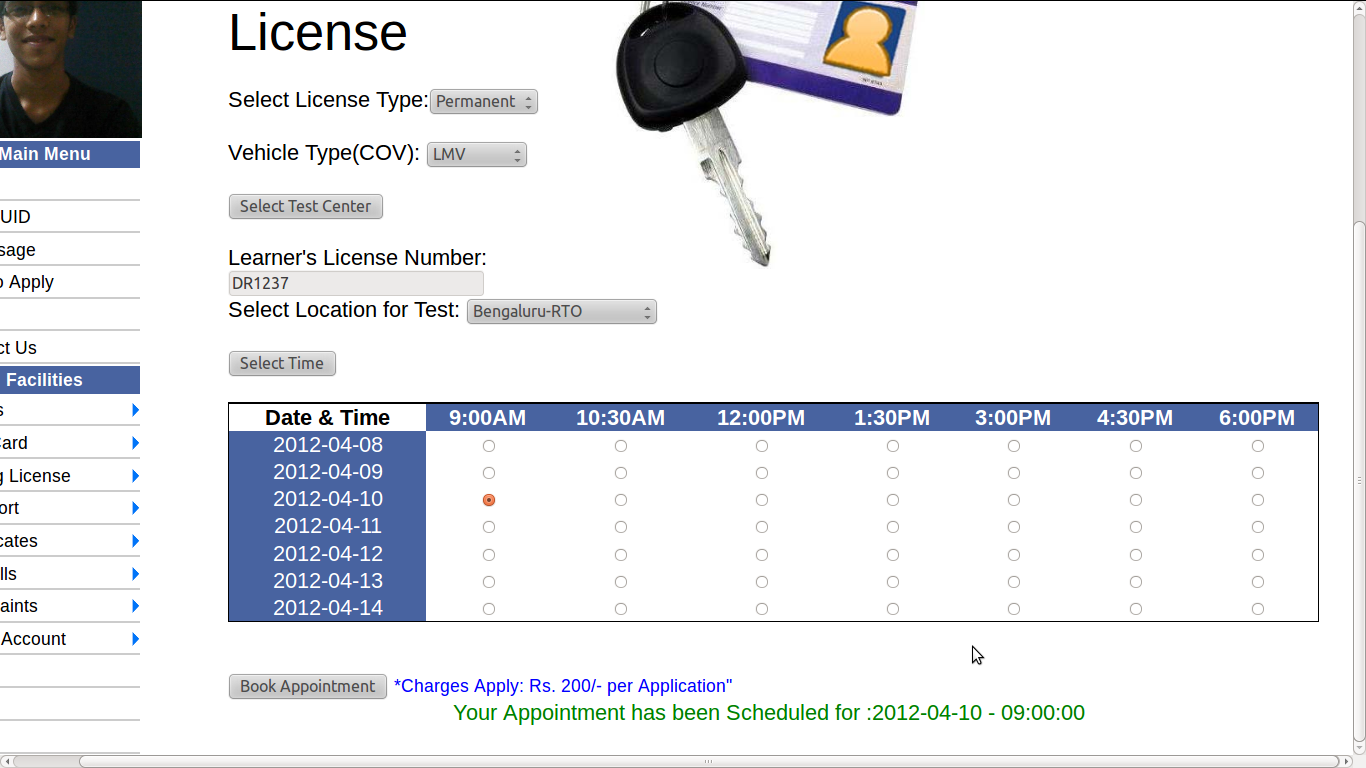 License
Select License Type: Permanent
Vehicle Type(COV): LMV
Select Test Center
Learner's License Number:
DR1237
Select Location for Test: Bengaluru-RTO
Select Time
Date & Time 9:00AM 10:30AM 12:00PM 1:30PM 3:00PM 4:30PM 6:00PM
2012-04-08
2012-04-09
2012-04-10
2012-04-11
2012-04-12
2012-04-13
2012-04-14
Book Appointment *Charges Apply: Rs. 200/- per Application"
Your Appointment has been Scheduled for :2012-04-10 - 09:00:00
Main Menu
UID
sage
Apply
ct Us
Facilities
s
ard
g License
ort
cates
lls
aints
Account